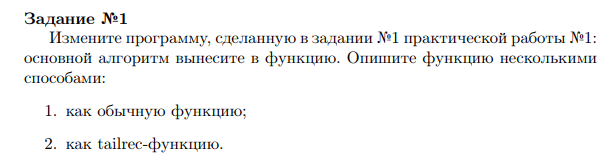 Задание №1
Измените программу, сделанную в задании №1 практической работы №1:
основной алгоритм вынесите в функцию. Опишите функцию несколькими
способами:
1. как обычную функцию;
2. как tailrec-функцию.